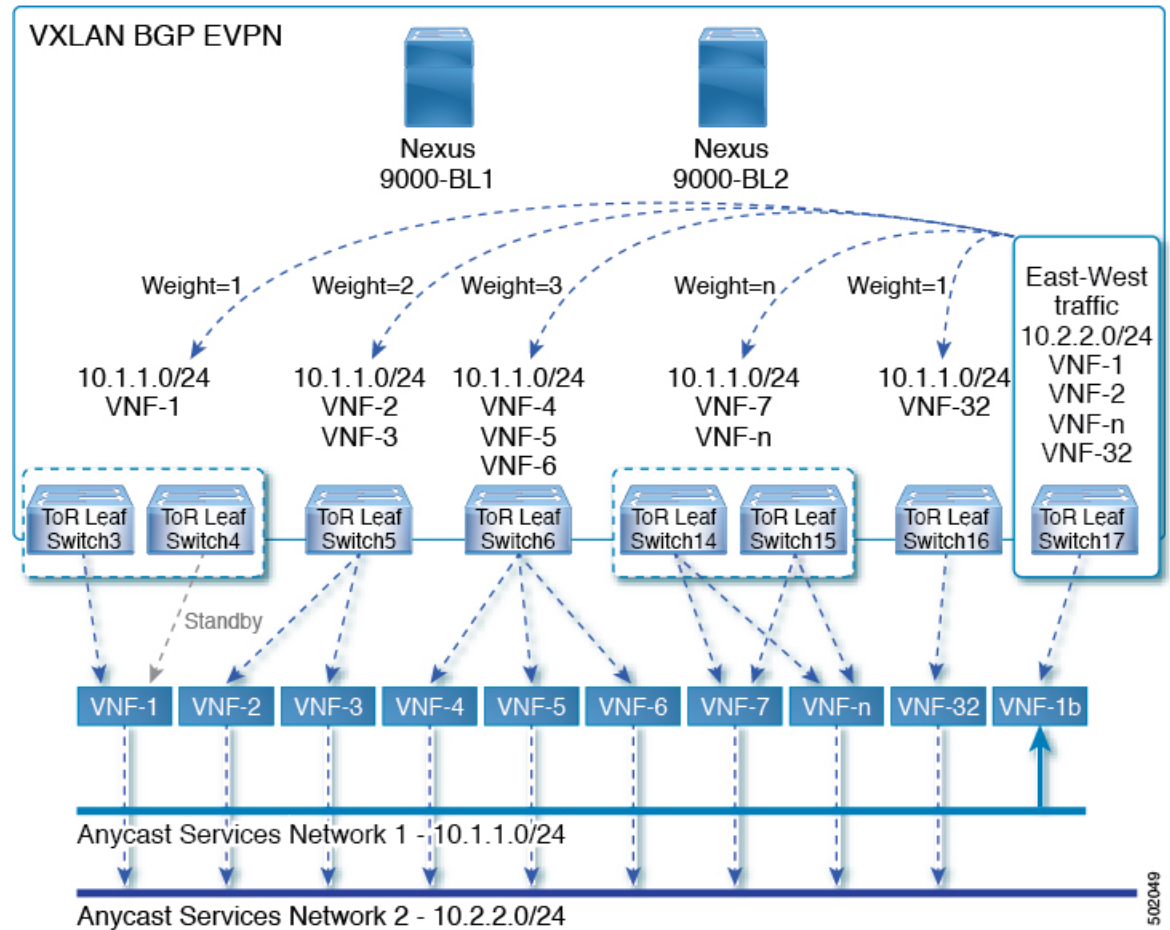 VXLAN BGP EVPN
Nexus
9000-BL1
Nexus
9000-BL2
Weight=1
Weight=2
Weight=3
Weight=n
Weight=1
East-West
traffic
10.2.2.0/24
VNF-1
VNF-2
VNF-n
VNF-32
10.1.1.0/24
VNF-1
10.1.1.0/24
VNF-2
VNF-3
10.1.1.0/24
VNF-4
VNF-5
VNF-6
10.1.1.0/24
VNF-7
VNF-n
10.1.1.0/24
VNF-32
ToR Leaf
Switch3
ToR Leaf
Switch4
ToR Leaf
Switch5
ToR Leaf
Switch6
ToR Leaf
Switch14
ToR Leaf
Switch15
ToR Leaf
Switch16
ToR Leaf
Switch17
Standby
VNF-1
VNF-2
VNF-3
VNF-4
VNF-5
VNF-6
VNF-7
VNF-n
VNF-32
VNF-1b
Anycast Services Network 1 - 10.1.1.0/24
Anycast Services Network 2 - 10.2.2.0/24
502049